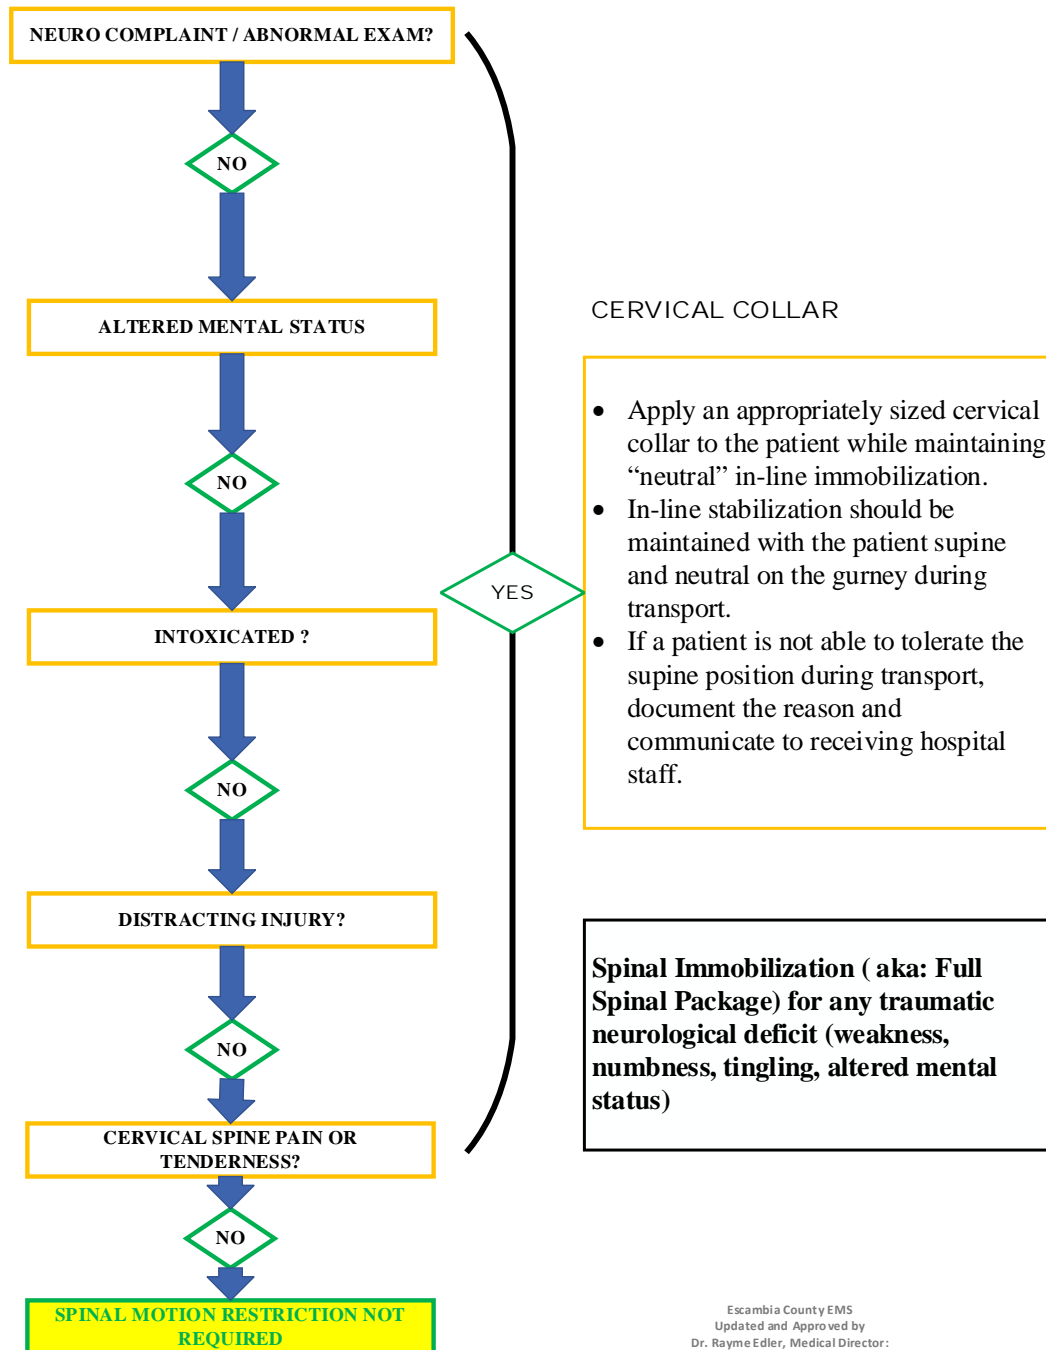 NEURO COMPLAINT / ABNORMAL EXAM?
NO
ALTERED MENTAL STATUS
NO
INTOXICATED ?
NO
DISTRACTING INJURY?
NO
CERVICAL SPINE PAIN OR
TENDERNESS?
NO
SPINAL MOTION RESTRICTION NOT
REQUIRED
YES
CERVICAL COLLAR
• Apply an appropriately sized cervical
collar to the patient while maintaining
“neutral” in-line immobilization.
• In-line stabilization should be
maintained with the patient supine
and neutral on the gurney during
transport.
• If a patient is not able to tolerate the
supine position during transport,
document the reason and
communicate to receiving hospital
staff.
Spinal Immobilization ( aka: Full
Spinal Package) for any traumatic
neurological deficit (weakness,
numbness, tingling, altered mental
status)
Escambia County EMS
Updated and Approved by
Dr. Rayme Edler, Medical Director: